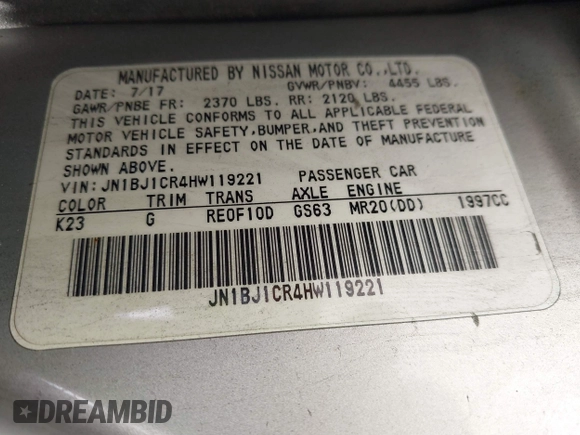 MANUFACTURED BY NISSAN MOTOR CO.,LTD.
DATE: 7/17 GVWR/PNBV: 4455 LBS.
GAWR/PNBE FR: 2370 LBS. RR: 2120 LBS.
THIS VEHICLE CONFORMS TO ALL APPLICABLE FEDERAL
MOTOR VEHICLE SAFETY,BUMPER,AND THEFT PREVENTION
STANDARDS IN EFFECT ON THE DATE OF MANUFACTURE
SHOWN ABOVE.
VIN: JN1BJ1CR4HW119221 PASSENGER CAR
COLOR TRIM TRANS AXLE ENGINE
K23 G RE0F10D GS63 MR20(DD) 1997CC
JN1BJ1CR4HW119221
DREAMBID